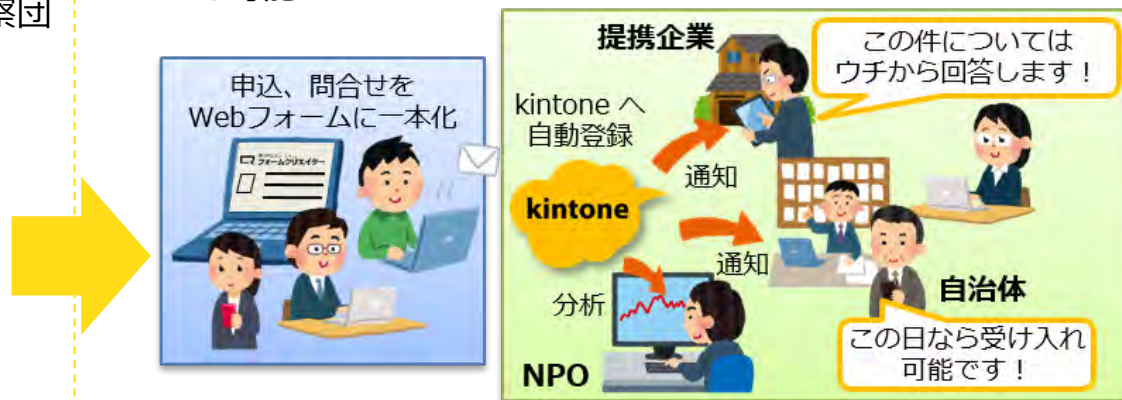 察団
申込、問合せを
Webフォームに一本化
フォームクリエイター
提携企業
この件については
ウチから回答します！
kintone へ
自動登録
通知
kintone
通知
分析
自治体
この日なら受け入れ
可能です！
NPO